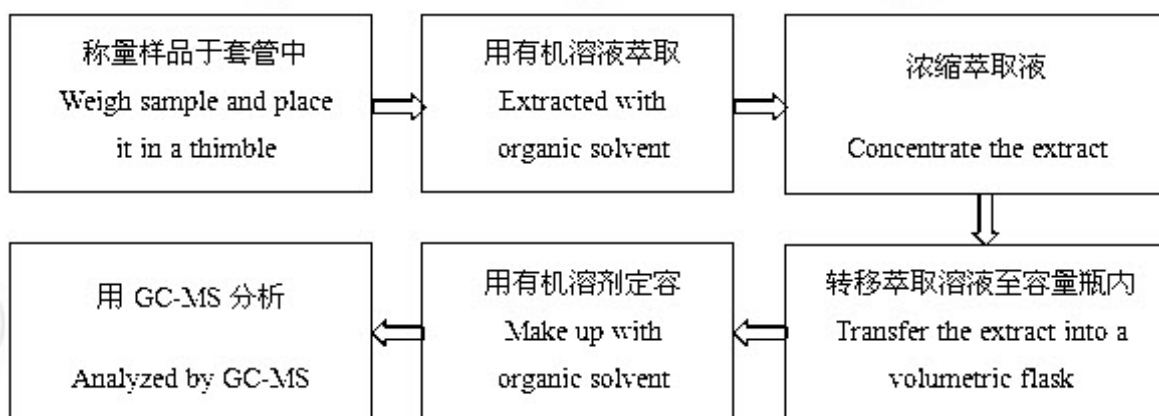 称量样品于套管中
Weigh sample and place
it in a thimble
用有机溶液萃取
Extracted with
organic solvent
浓缩萃取液
Concentrate the extract
转移萃取溶液至容量瓶内
Transfer the extract into a
volumetric flask
用有机溶剂定容
Make up with
organic solvent
用 GC-MS 分析
Analyzed by GC-MS